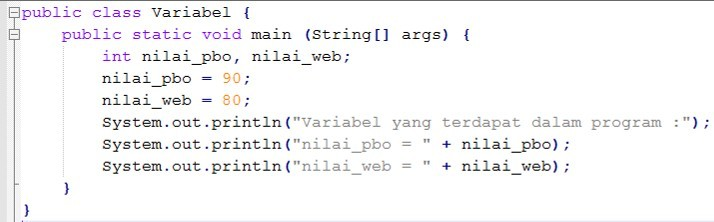 public class Variabel {
    public static void main (String[] args) {
        int nilai_pbo, nilai_web;
        nilai_pbo = 90;
        nilai_web = 80;
        System.out.println("Variabel yang terdapat dalam program :");
        System.out.println("nilai_pbo = " + nilai_pbo);
        System.out.println("nilai_web = " + nilai_web);
    }
}